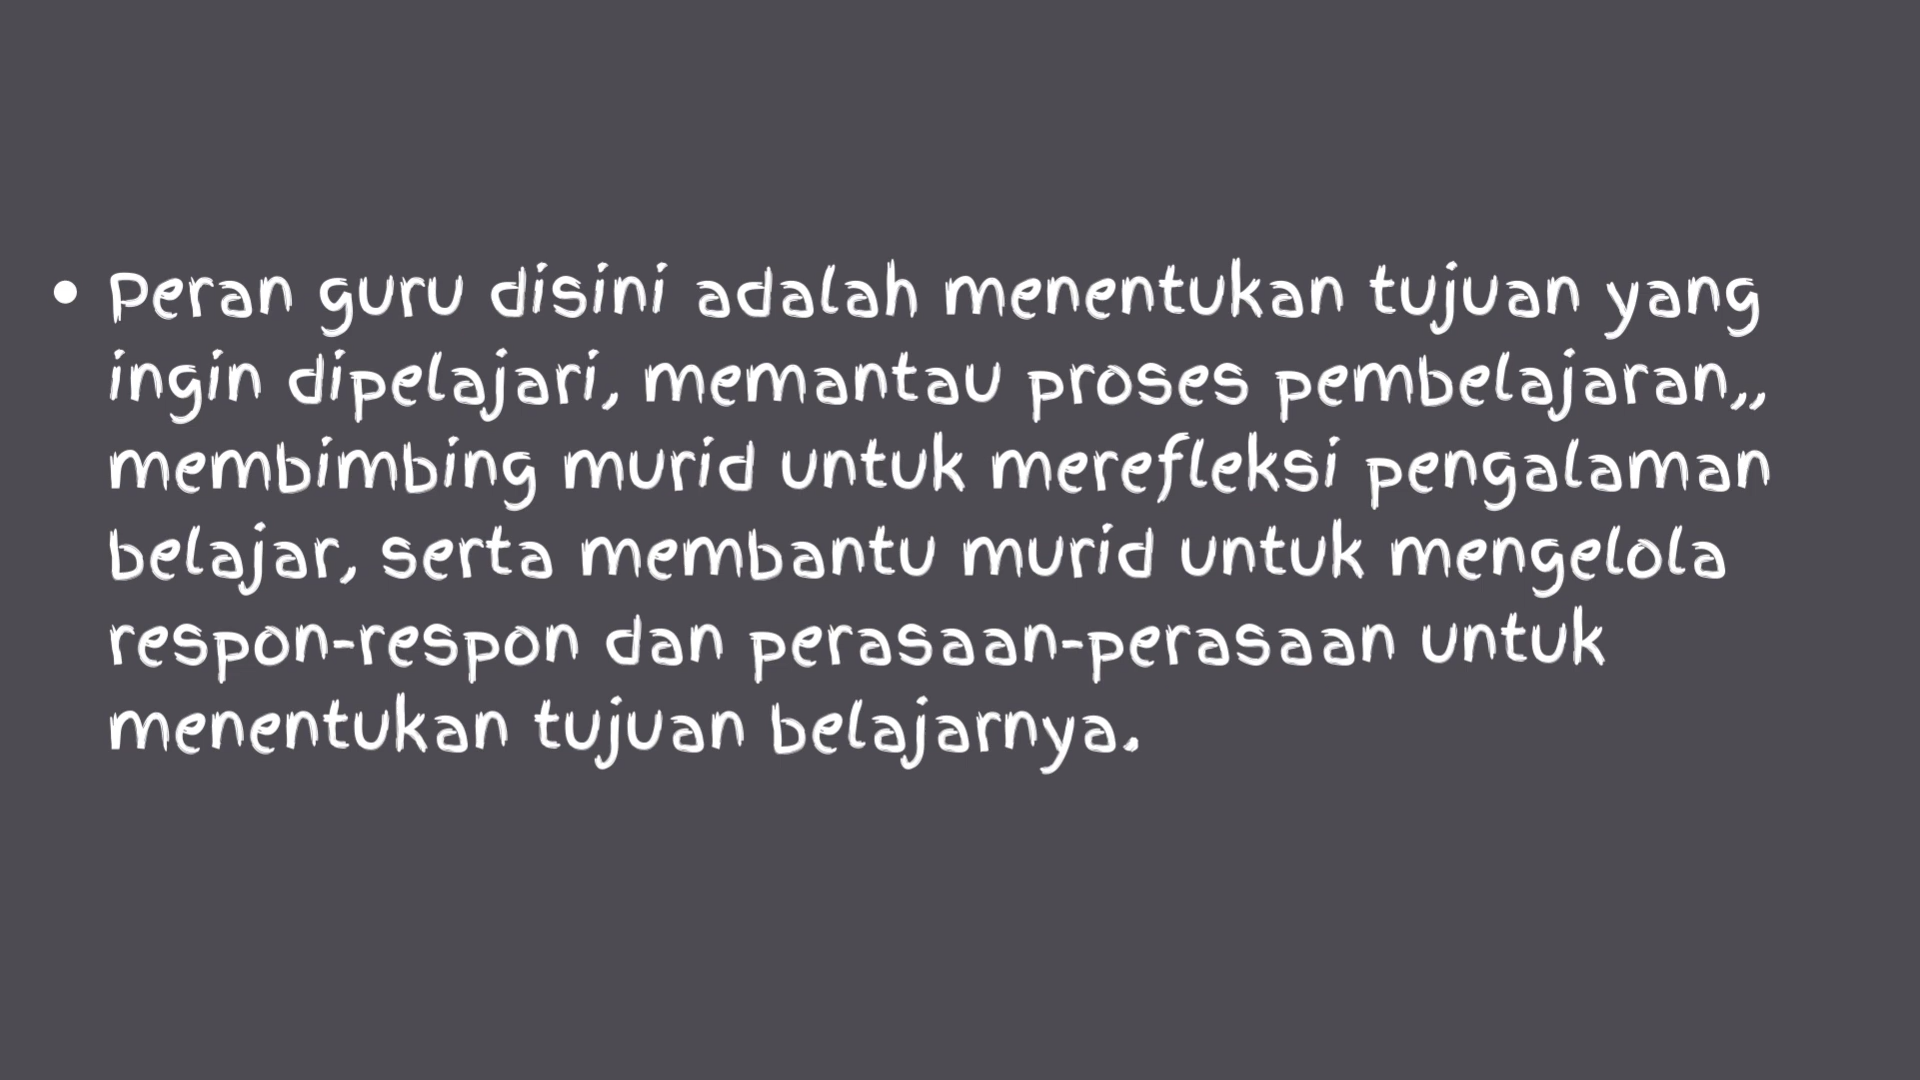 • Peran guru disini adalah menentukan tujuan yang
ingin dipelajari, memantau proses pembelajaran,,
membimbing murid untuk merefleksi pengalaman
belajar, serta membantu murid untuk mengelola
respon-respon dan perasaan-perasaan untuk
menentukan tujuan belajarnya.